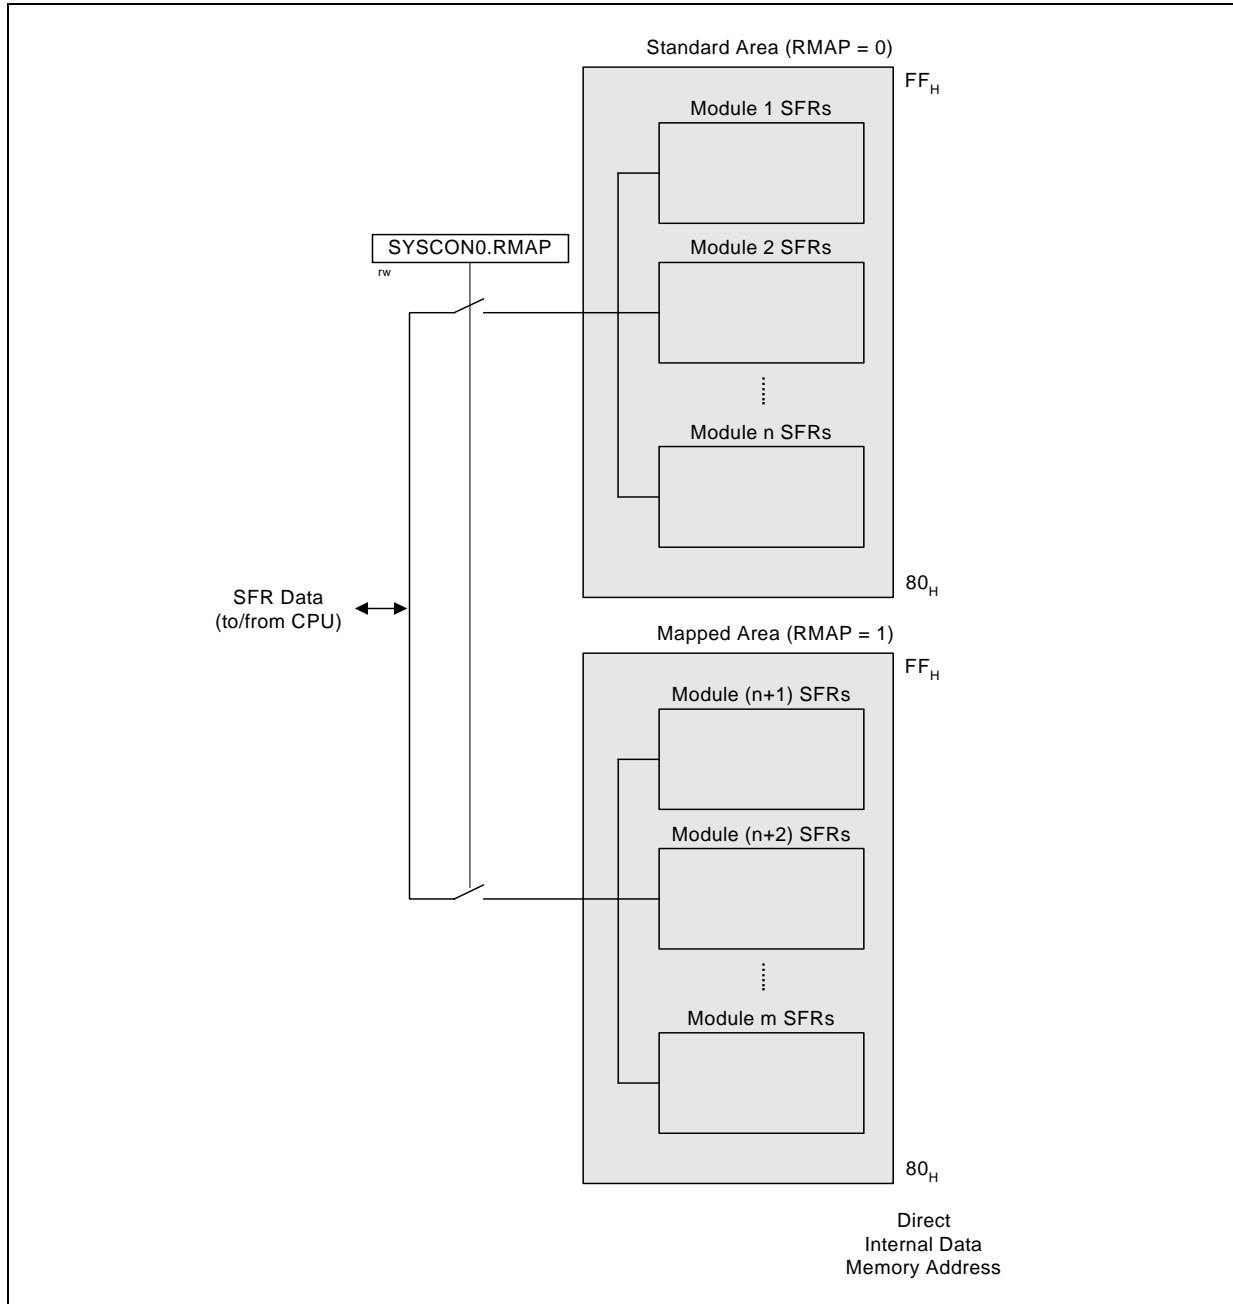 Standard Area (RMAP = 0)
FFH
Module 1 SFRs
SYSCON0.RMAP
rw
Module 2 SFRs
Module n SFRs
80H
SFR Data
(to/from CPU)
Mapped Area (RMAP = 1)
FFH
Module (n+1) SFRs
Module (n+2) SFRs
Module m SFRs
80H
Direct
Internal Data
Memory Address